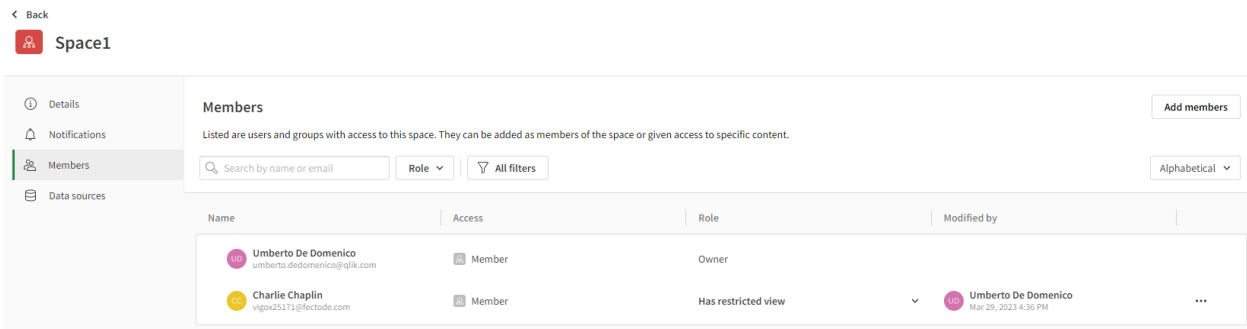 Back
Space1
Details
Notifications
Members
Data sources
Members
Add members
Listed are users and groups with access to this space. They can be added as members of the space or given access to specific content.
Search by name or email
Role
All filters
Alphabetical
Name Access Role Modified by
UD Umberto De Domenico Member Owner
umberto.dedomenico@qlik.com
CC Charlie Chaplin Member Has restricted view UD Umberto De Domenico
vigox25171@fectode.com Mar 29, 2023 4:36 PM